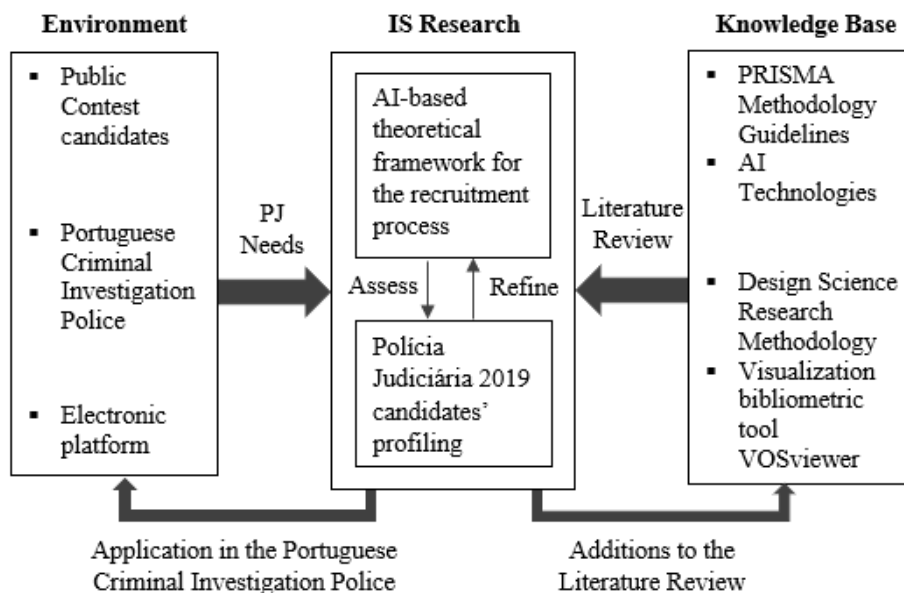 Environment
IS Research
Knowledge Base
▪ Public
Contest
candidates
▪ Portuguese
Criminal
Investigation
Police
▪ Electronic
platform
PJ
Needs
AI-based
theoretical
framework for
the recruitment
process
Assess
Refine
Polícia
Judiciária 2019
candidates’
profiling
Literature
Review
▪ PRISMA
Methodology
Guidelines
▪ AI
Technologies
▪ Design Science
Research
Methodology
▪ Visualization
bibliometric
tool
VOSviewer
Application in the Portuguese
Criminal Investigation Police
Additions to the
Literature Review